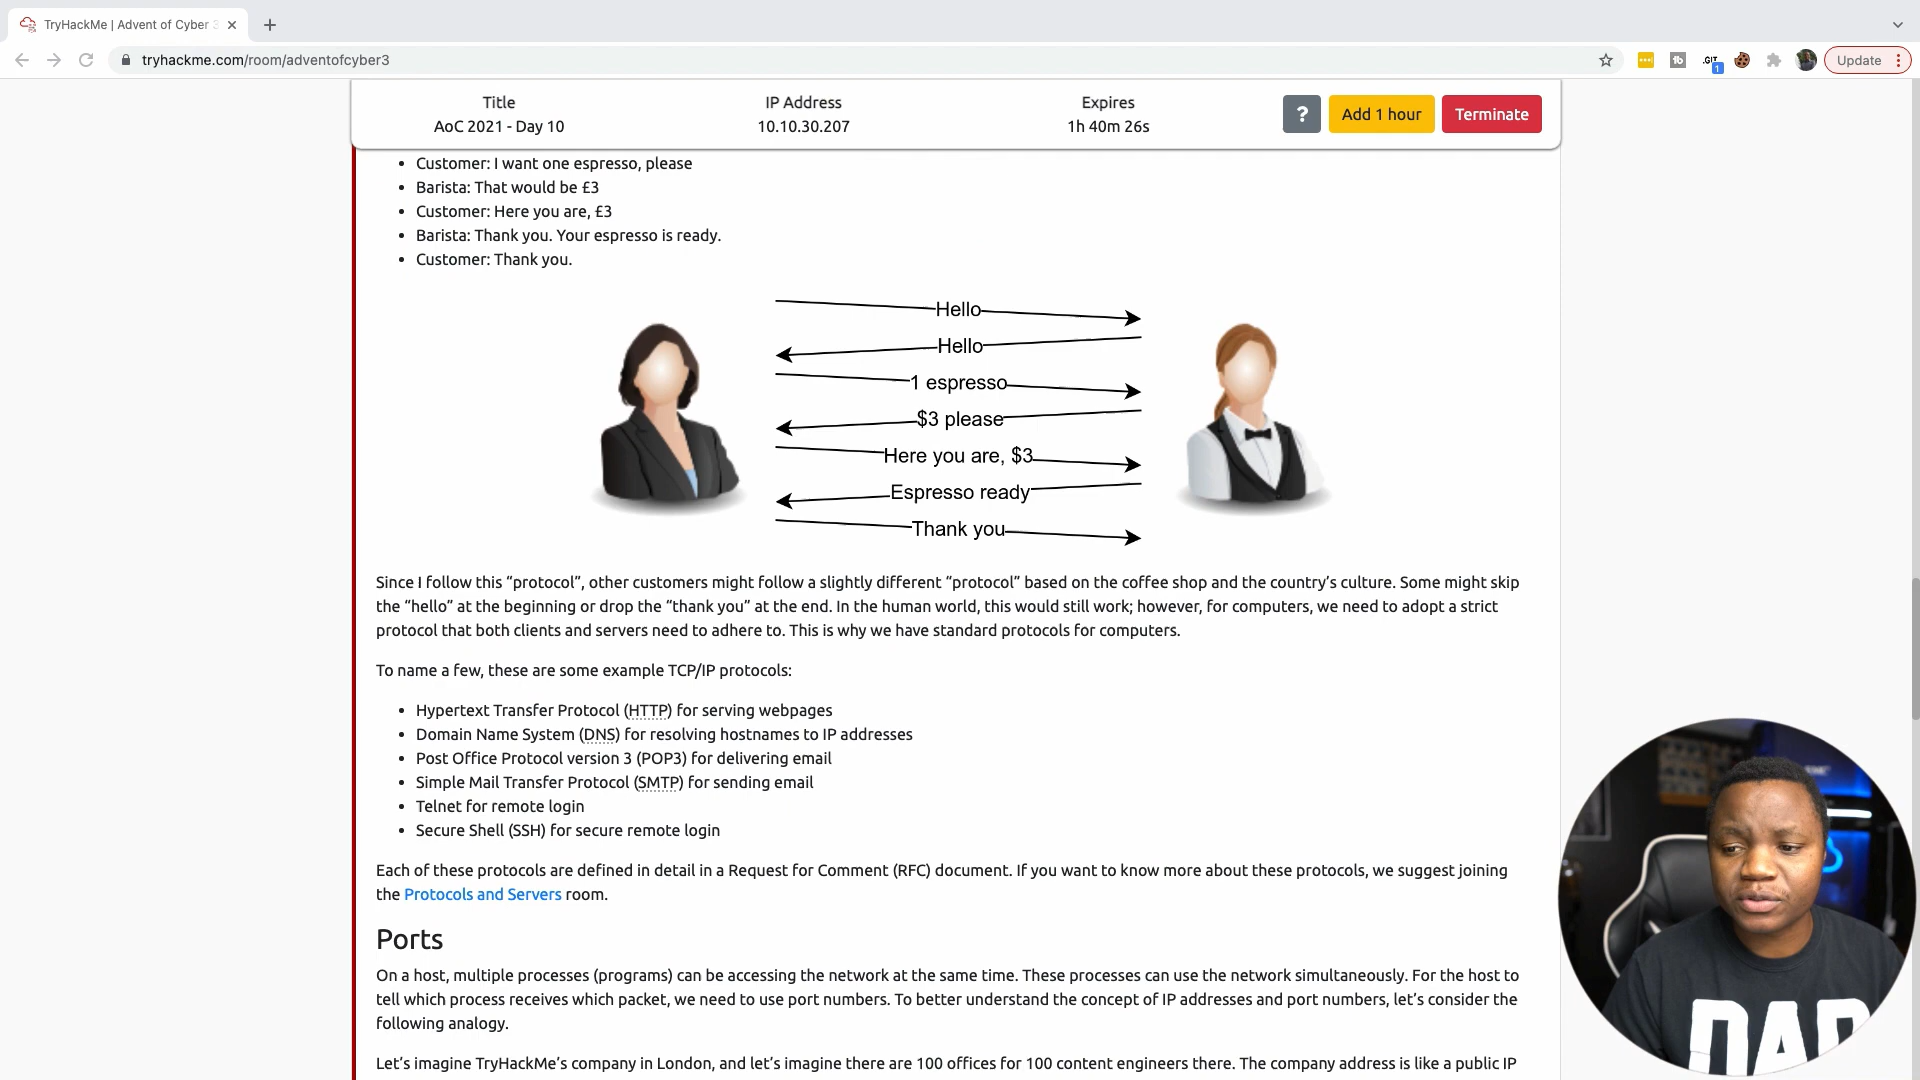 TryHackMe | Advent of Cyber 3
tryhackme.com/room/adventofcyber3
Update
Title
IP Address
Expires
AoC 2021 - Day 10
10.10.30.207
1h 40m 26s
?
Add 1 hour
Terminate
Customer: I want one espresso, please
Barista: That would be £3
Customer: Here you are, £3
Barista: Thank you. Your espresso is ready.
Customer: Thank you.
Hello
Hello
1 espresso
$3 please
Here you are, $3
Espresso ready
Thank you
Since I follow this “protocol”, other customers might follow a slightly different “protocol” based on the coffee shop and the country’s culture. Some might skip
the “hello” at the beginning or drop the “thank you” at the end. In the human world, this would still work; however, for computers, we need to adopt a strict
protocol that both clients and servers need to adhere to. This is why we have standard protocols for computers.
To name a few, these are some example TCP/IP protocols:
Hypertext Transfer Protocol (HTTP) for serving webpages
Domain Name System (DNS) for resolving hostnames to IP addresses
Post Office Protocol version 3 (POP3) for delivering email
Simple Mail Transfer Protocol (SMTP) for sending email
Telnet for remote login
Secure Shell (SSH) for secure remote login
Each of these protocols are defined in detail in a Request for Comment (RFC) document. If you want to know more about these protocols, we suggest joining
the Protocols and Servers room.
Ports
On a host, multiple processes (programs) can be accessing the network at the same time. These processes can use the network simultaneously. For the host to
tell which process receives which packet, we need to use port numbers. To better understand the concept of IP addresses and port numbers, let’s consider the
following analogy.
Let’s imagine TryHackMe’s company in London, and let’s imagine there are 100 offices for 100 content engineers there. The company address is like a public IP
DAD